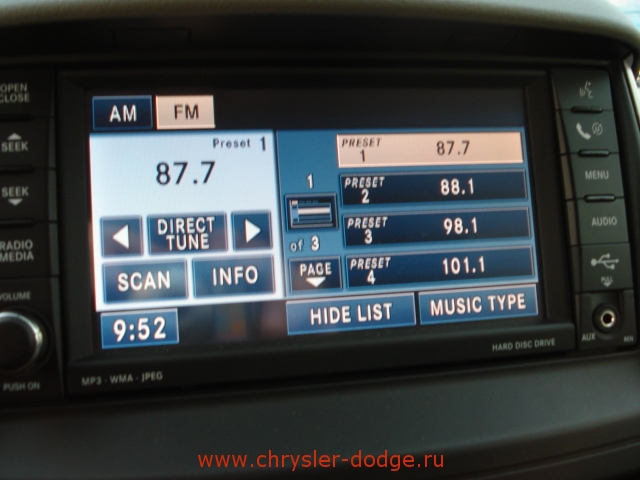 OPEN
CLOSE
SEEK
SEEK
RADIO
MEDIA
VOLUME
PUSH ON
AM
FM
Preset 1
87.7
DIRECT
TUNE
SCAN
INFO
9:52
1
of 3
PAGE
PRESET
1
87.7
PRESET
2
88.1
PRESET
3
98.1
PRESET
4
101.1
HIDE LIST
MUSIC TYPE
MENU
AUDIO
AUX
MP3 · WMA · JPEG
HARD DISC DRIVE
www.chrysler-dodge.ru